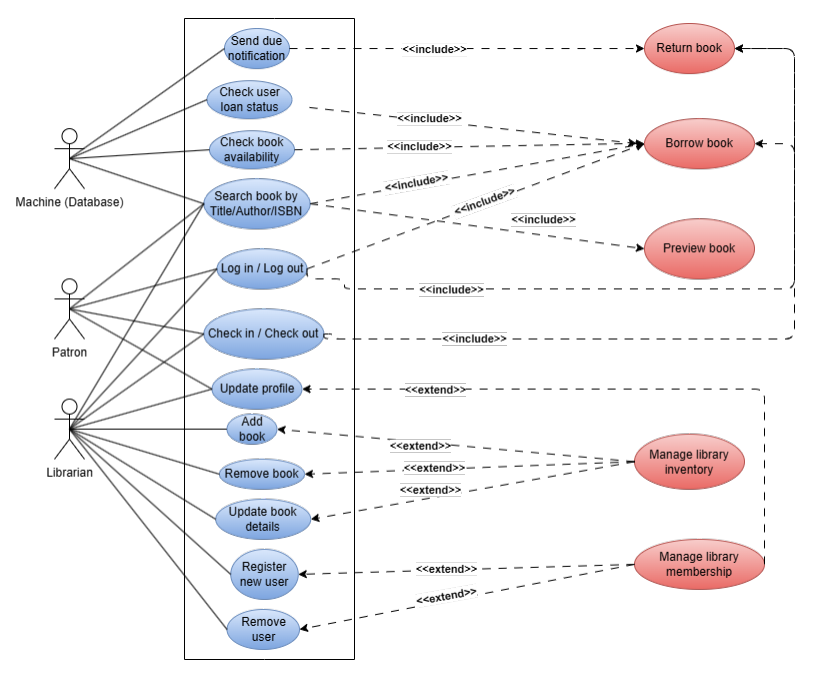 Send due
notification
<<include>>
Return book
Check user
loan status
<<include>>
Check book
availability
<<include>>
Borrow book
Machine (Database)
Search book by
Title/Author/ISBN
<<include>>
<<include>>
<<include>>
Preview book
Log in / Log out
<<include>>
Patron
Check in / Check out
<<include>>
Update profile
<<extend>>
Add
book
<<extend>>
Librarian
Remove book
<<extend>>
Manage library
inventory
<<extend>>
Update book
details
Register
new user
<<extend>>
Manage library
membership
<<extend>>
Remove
user